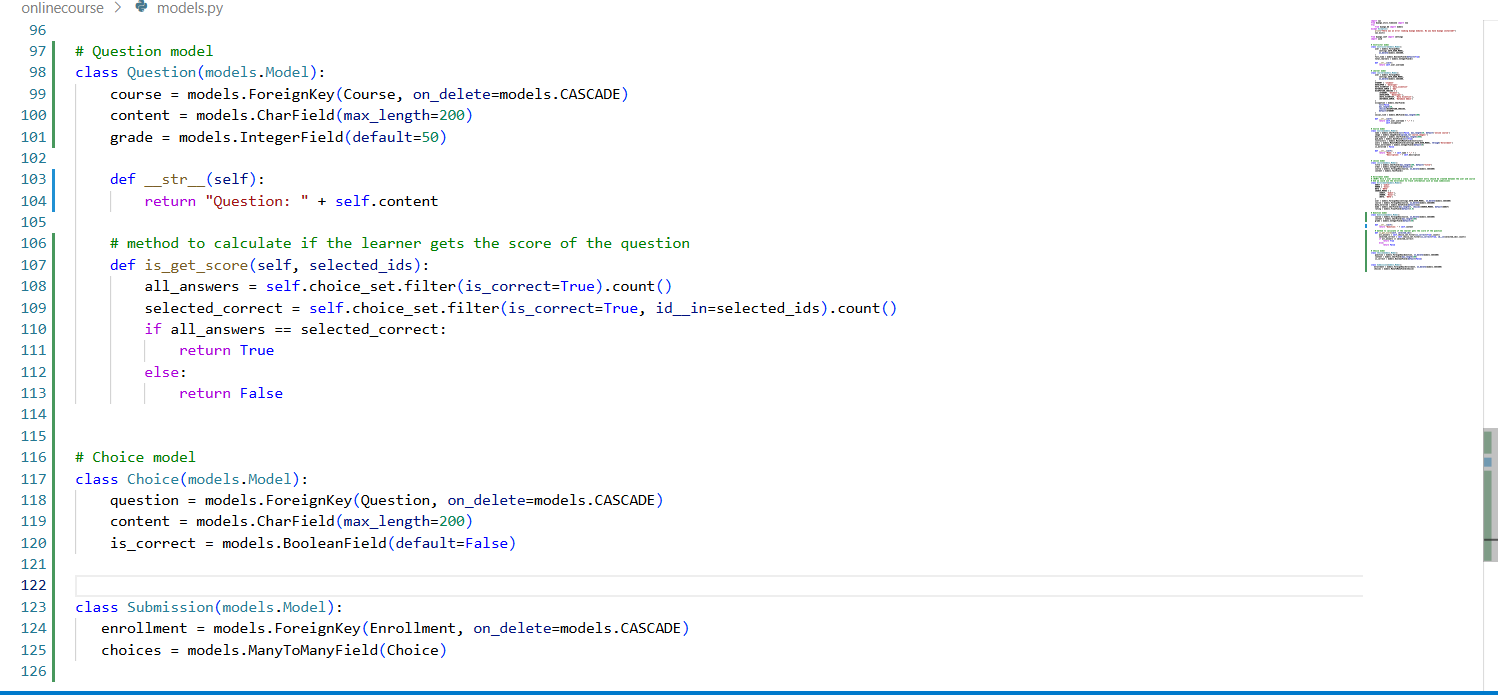 onlinecourse > models.py
96
97 # Question model
98 class Question(models.Model):
99     course = models.ForeignKey(Course, on_delete=models.CASCADE)
100     content = models.CharField(max_length=200)
101     grade = models.IntegerField(default=50)
102
103     def __str__(self):
104         return "Question: " + self.content
105
106     # method to calculate if the learner gets the score of the question
107     def is_get_score(self, selected_ids):
108         all_answers = self.choice_set.filter(is_correct=True).count()
109         selected_correct = self.choice_set.filter(is_correct=True, id__in=selected_ids).count()
110         if all_answers == selected_correct:
111             return True
112         else:
113             return False
114
115
116 # Choice model
117 class Choice(models.Model):
118     question = models.ForeignKey(Question, on_delete=models.CASCADE)
119     content = models.CharField(max_length=200)
120     is_correct = models.BooleanField(default=False)
121
122
123 class Submission(models.Model):
124    enrollment = models.ForeignKey(Enrollment, on_delete=models.CASCADE)
125    choices = models.ManyToManyField(Choice)
126